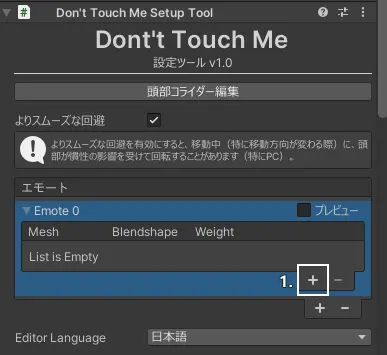 Don't Touch Me Setup Tool
Dont't Touch Me
設定ツール v1.0
頭部コライダー編集
よりスムーズな回避
よりスムーズな回避を有効にすると、移動中（特に移動方向が変わる際）に、頭
部が慣性の影響を受けて回転することがあります（特にPC）。
エモート
Emote 0 プレビュー
Mesh Blendshape Weight
List is Empty
1. + −
+ −
Editor Language 日本語